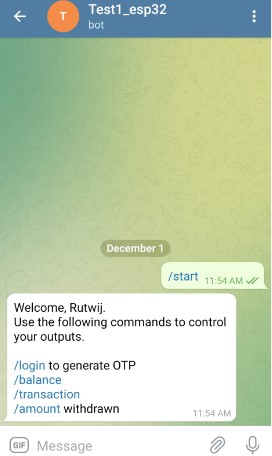 T
Test1_esp32
bot
December 1
/start 11:54 AM
Welcome, Rutwij.
Use the following commands to control
your outputs.
/login to generate OTP
/balance
/transaction
/amount withdrawn
11:54 AM
GIF Message